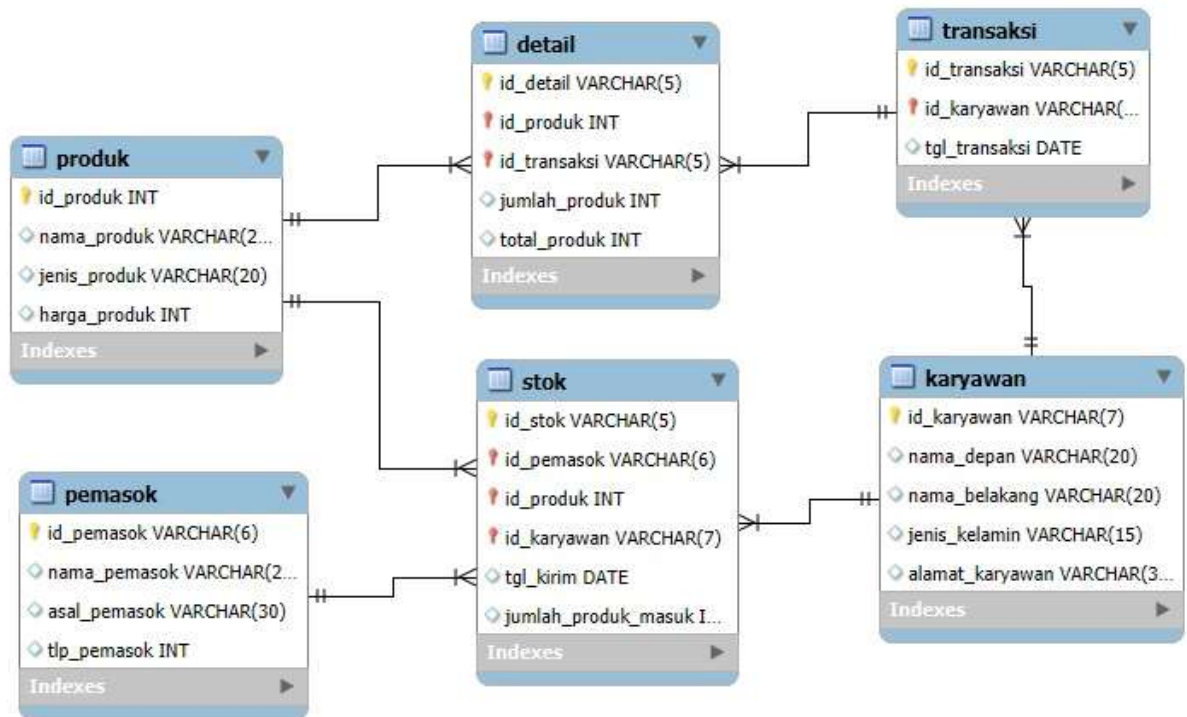 detail
id_detail VARCHAR(5)
id_produk INT
id_transaksi VARCHAR(5)
jumlah_produk INT
total_produk INT
Indexes
transaksi
id_transaksi VARCHAR(5)
id_karyawan VARCHAR(...
tgl_transaksi DATE
Indexes
produk
id_produk INT
nama_produk VARCHAR(2...
jenis_produk VARCHAR(20)
harga_produk INT
Indexes
stok
id_stok VARCHAR(5)
id_pemasok VARCHAR(6)
id_produk INT
id_karyawan VARCHAR(7)
tgl_kirim DATE
jumlah_produk_masuk I...
Indexes
karyawan
id_karyawan VARCHAR(7)
nama_depan VARCHAR(20)
nama_belakang VARCHAR(20)
jenis_kelamin VARCHAR(15)
alamat_karyawan VARCHAR(3...
Indexes
pemasok
id_pemasok VARCHAR(6)
nama_pemasok VARCHAR(2...
asal_pemasok VARCHAR(30)
tlp_pemasok INT
Indexes